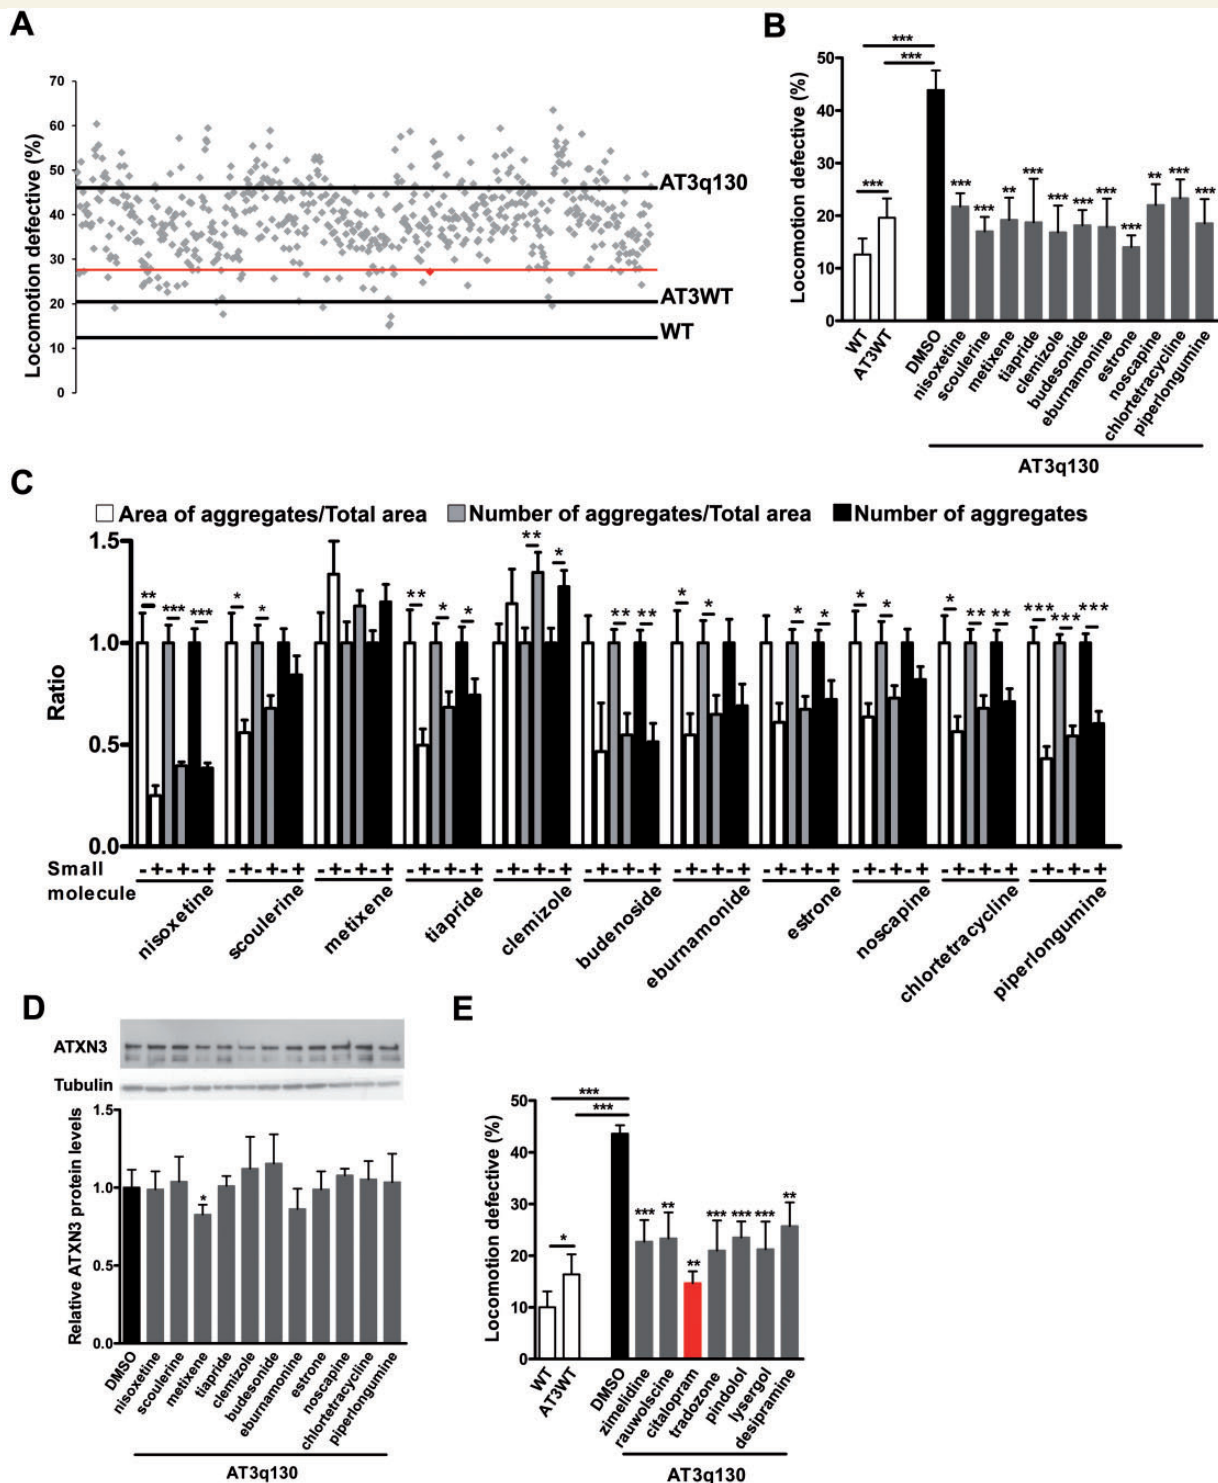 A
Locomotion defective (%)
70
60
50
40
30
20
10
0
AT3q130
AT3WT
WT
B
Locomotion defective (%)
50
40
30
20
10
0
***
***
***
*** *** ** *** *** *** *** *** ** *** ***
WT
AT3WT
DMSO
nisoxetine
scoulerine
metixene
tiapride
clemizole
budesonide
eburnamonine
estrone
noscapine
chlortetracycline
piperlongumine
AT3q130
C
Area of aggregates/Total area Number of aggregates/Total area Number of aggregates
Ratio
1.5
1.0
0.5
0.0
** *** *** * * ** * * ** * ** ** * * * * * * * ** ** *** *** ***
Small molecule
- + - + - + - + - + - + - + - + - + - + - + - + - + - + - + - + - + - + - + - + - + - + - + - + - + - + - + - + - + - + - + - + - +
nisoxetine
scoulerine
metixene
tiapride
clemizole
budenoside
eburnamonide
estrone
noscapine
chlortetracycline
piperlongumine
D
ATXN3
Tubulin
Relative ATXN3 protein levels
1.5
1.0
0.5
0.0
*
DMSO
nisoxetine
scoulerine
metixene
tiapride
clemizole
budesonide
eburnamonine
estrone
noscapine
chlortetracycline
piperlongumine
AT3q130
E
Locomotion defective (%)
50
40
30
20
10
0
***
***
*
*** ** ** *** *** *** **
WT
AT3WT
DMSO
zimelidine
rauwolscine
citalopram
tradozone
pindolol
lysergol
desipramine
AT3q130